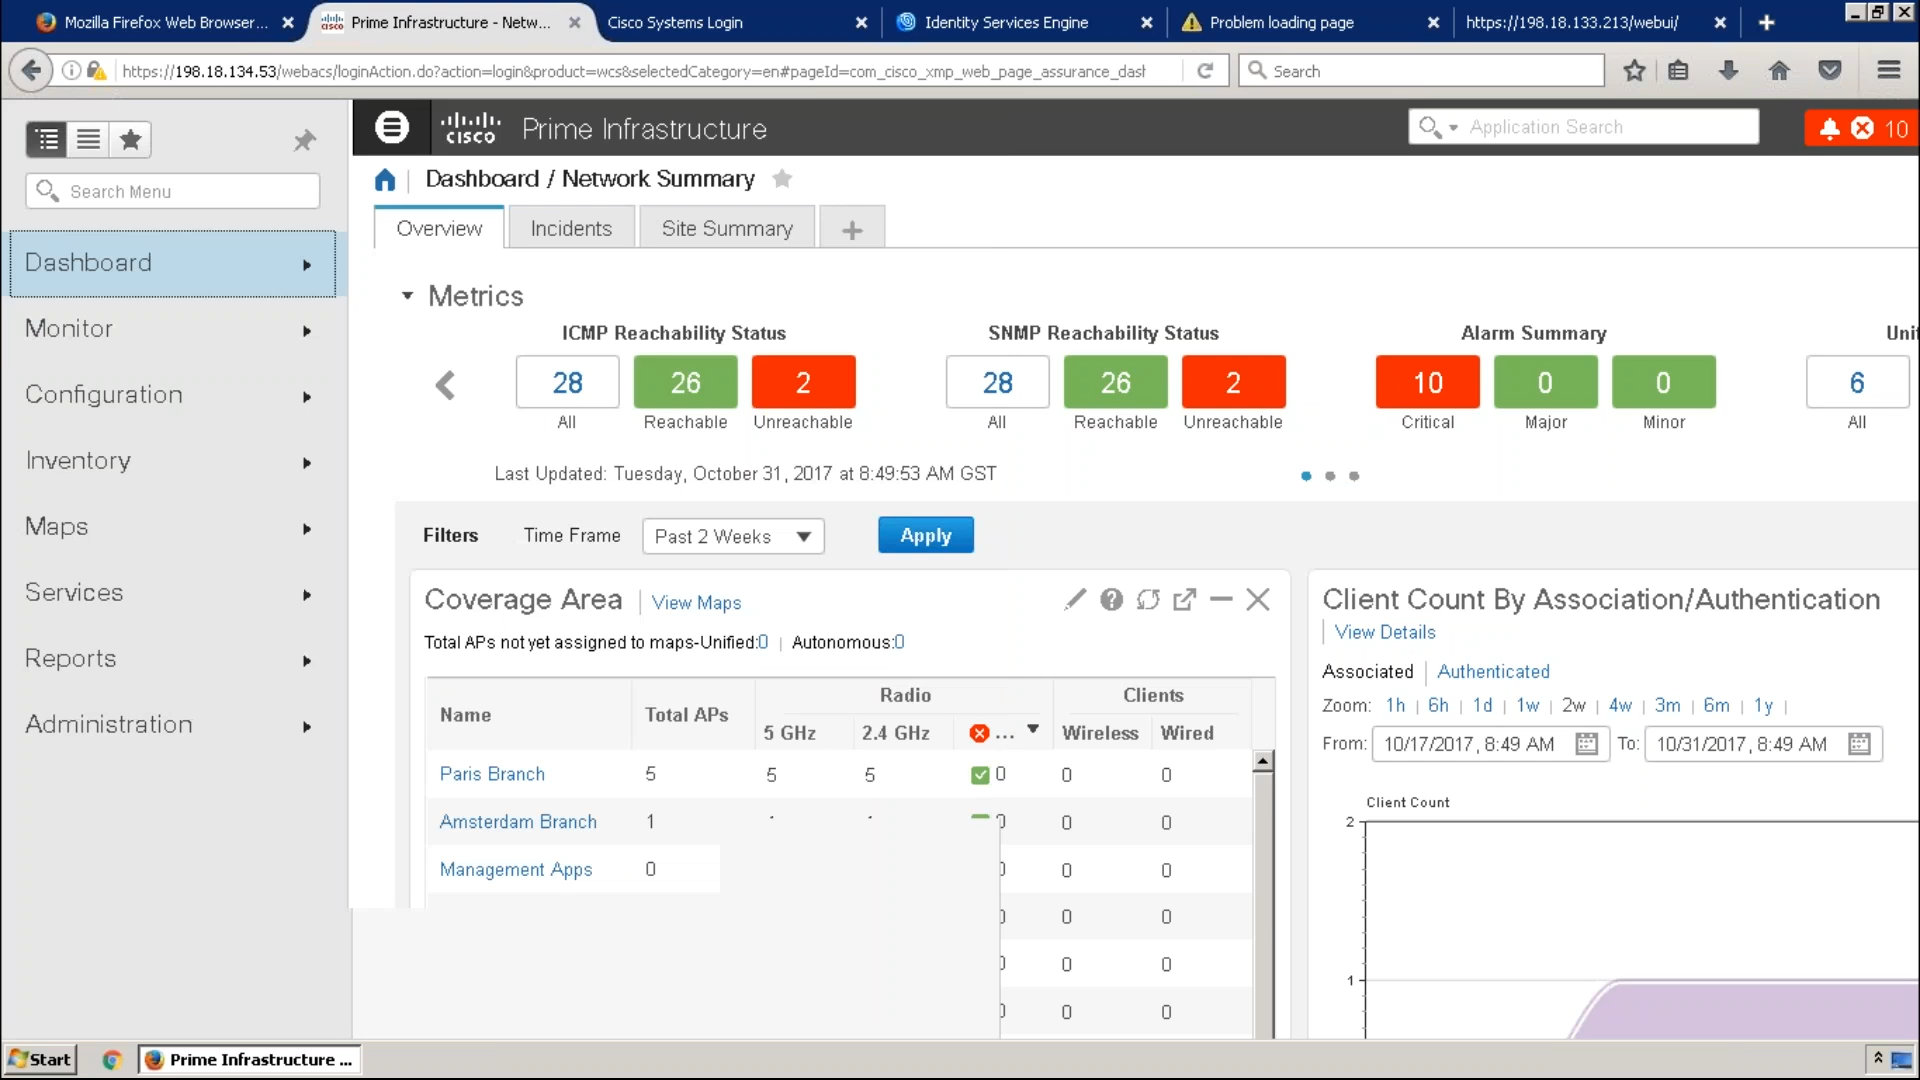 Mozilla Firefox Web Browser...
Prime Infrastructure - Netw...
Cisco Systems Login
Identity Services Engine
Problem loading page
https://198.18.133.213/webui/
https://198.18.134.53/webacs/loginAction.do?action=login&product=wcs&selectedCategory=en#pageId=com_cisco_xmp_web_page_assurance_dasl
Search
Search Menu
Dashboard
Monitor
Configuration
Inventory
Maps
Services
Reports
Administration
CISCO Prime Infrastructure
Application Search
10
Dashboard / Network Summary
Overview Incidents Site Summary +
Metrics
ICMP Reachability Status
28 26 2
All Reachable Unreachable
SNMP Reachability Status
28 26 2
All Reachable Unreachable
Alarm Summary
10 0 0
Critical Major Minor
Unif
6
All
Last Updated: Tuesday, October 31, 2017 at 8:49:53 AM GST
Filters Time Frame Past 2 Weeks Apply
Coverage Area | View Maps
Total APs not yet assigned to maps-Unified:0 | Autonomous:0
Radio Clients
Name Total APs 5 GHz 2.4 GHz ... Wireless Wired
Paris Branch 5 5 5 0 0 0
Amsterdam Branch 1 0 0
Management Apps 0 0 0
0 0
0 0
0 0
Client Count By Association/Authentication
View Details
Associated | Authenticated
Zoom: 1h | 6h | 1d | 1w | 2w | 4w | 3m | 6m | 1y |
From: 10/17/2017, 8:49 AM To: 10/31/2017, 8:49 AM
Client Count
2
1
Start
Prime Infrastructure ...